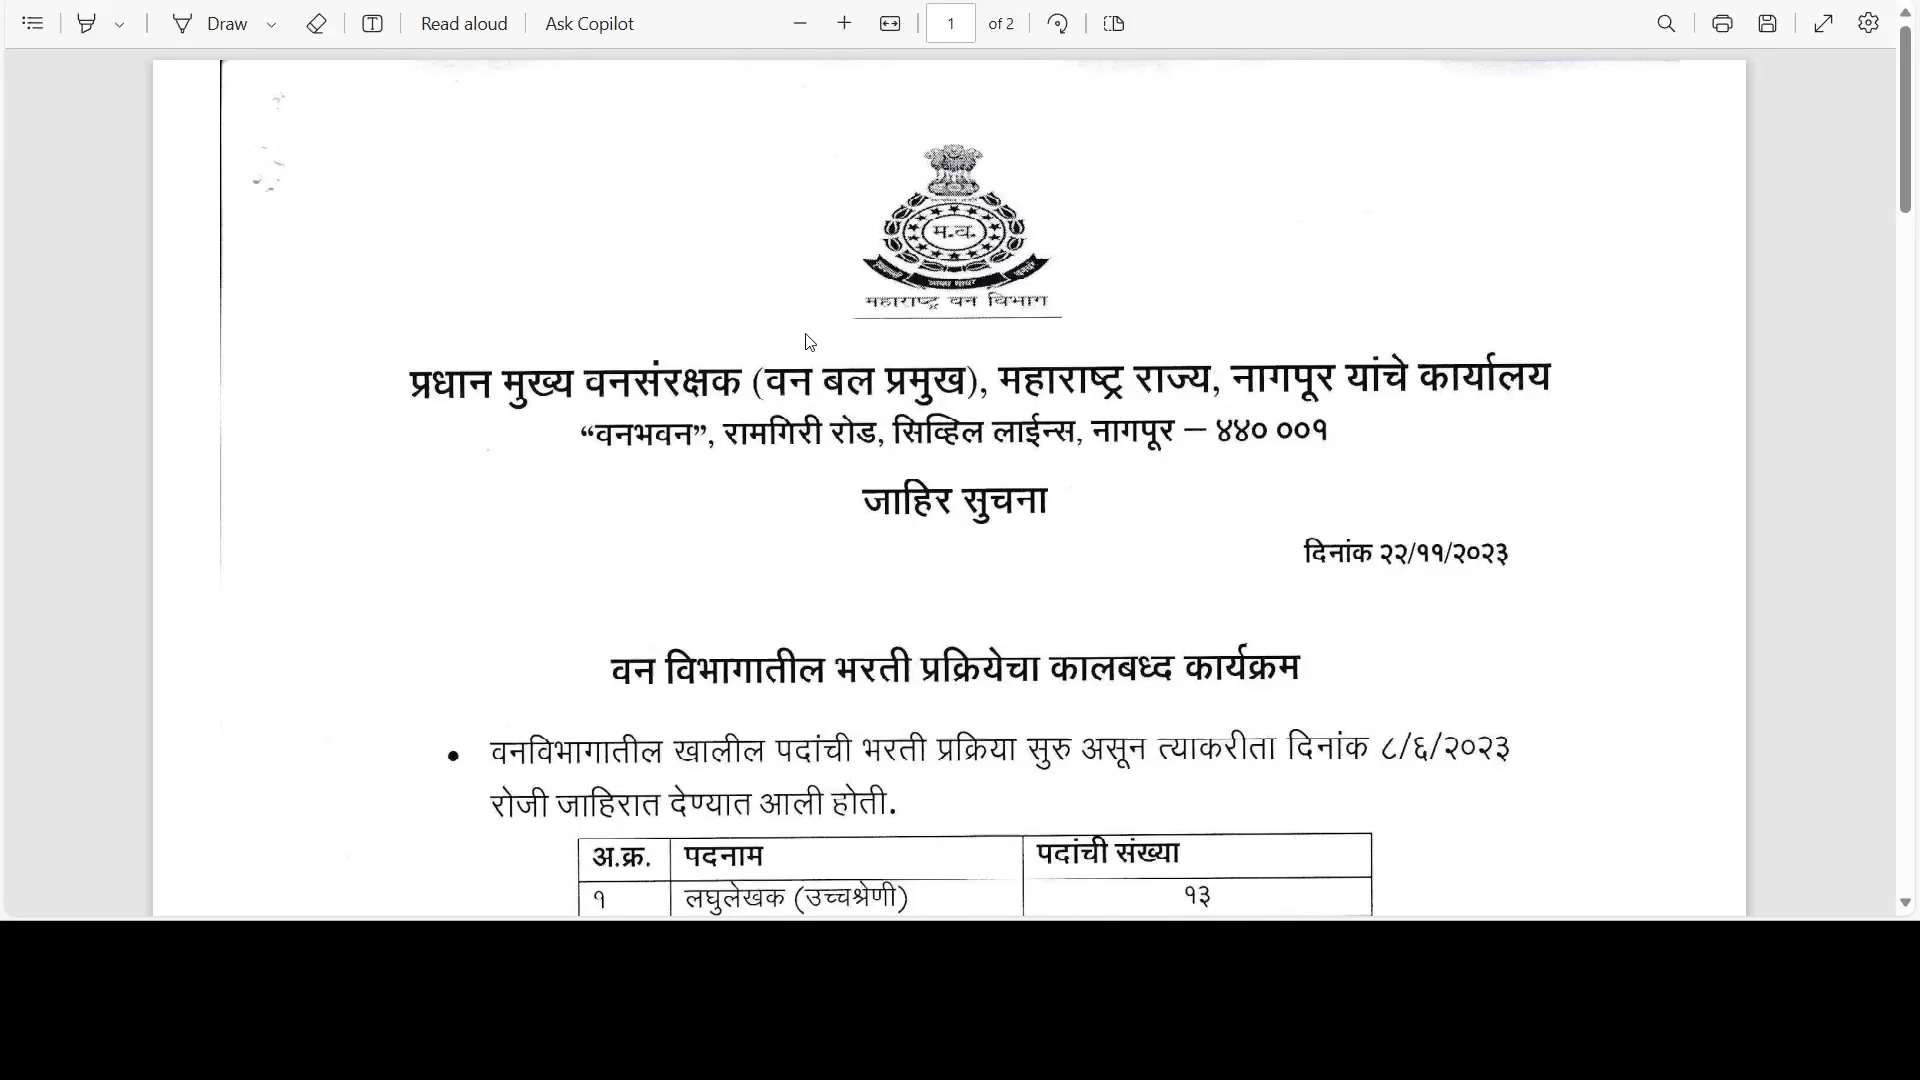 Draw
Read aloud
Ask Copilot
1
of 2
म.व.
महाराष्ट्र वन विभाग
प्रधान मुख्य वनसंरक्षक (वन बल प्रमुख), महाराष्ट्र राज्य, नागपूर यांचे कार्यालय
“वनभवन”, रामगिरी रोड, सिव्हिल लाईन्स, नागपूर – ४४० ००१
जाहिर सुचना
दिनांक २२/११/२०२३
वन विभागातील भरती प्रक्रियेचा कालबध्द कार्यक्रम
• वनविभागातील खालील पदांची भरती प्रक्रिया सुरु असून त्याकरीता दिनांक ८/६/२०२३
रोजी जाहिरात देण्यात आली होती.
अ.क्र. पदनाम पदांची संख्या
१ लघुलेखक (उच्चश्रेणी) १३